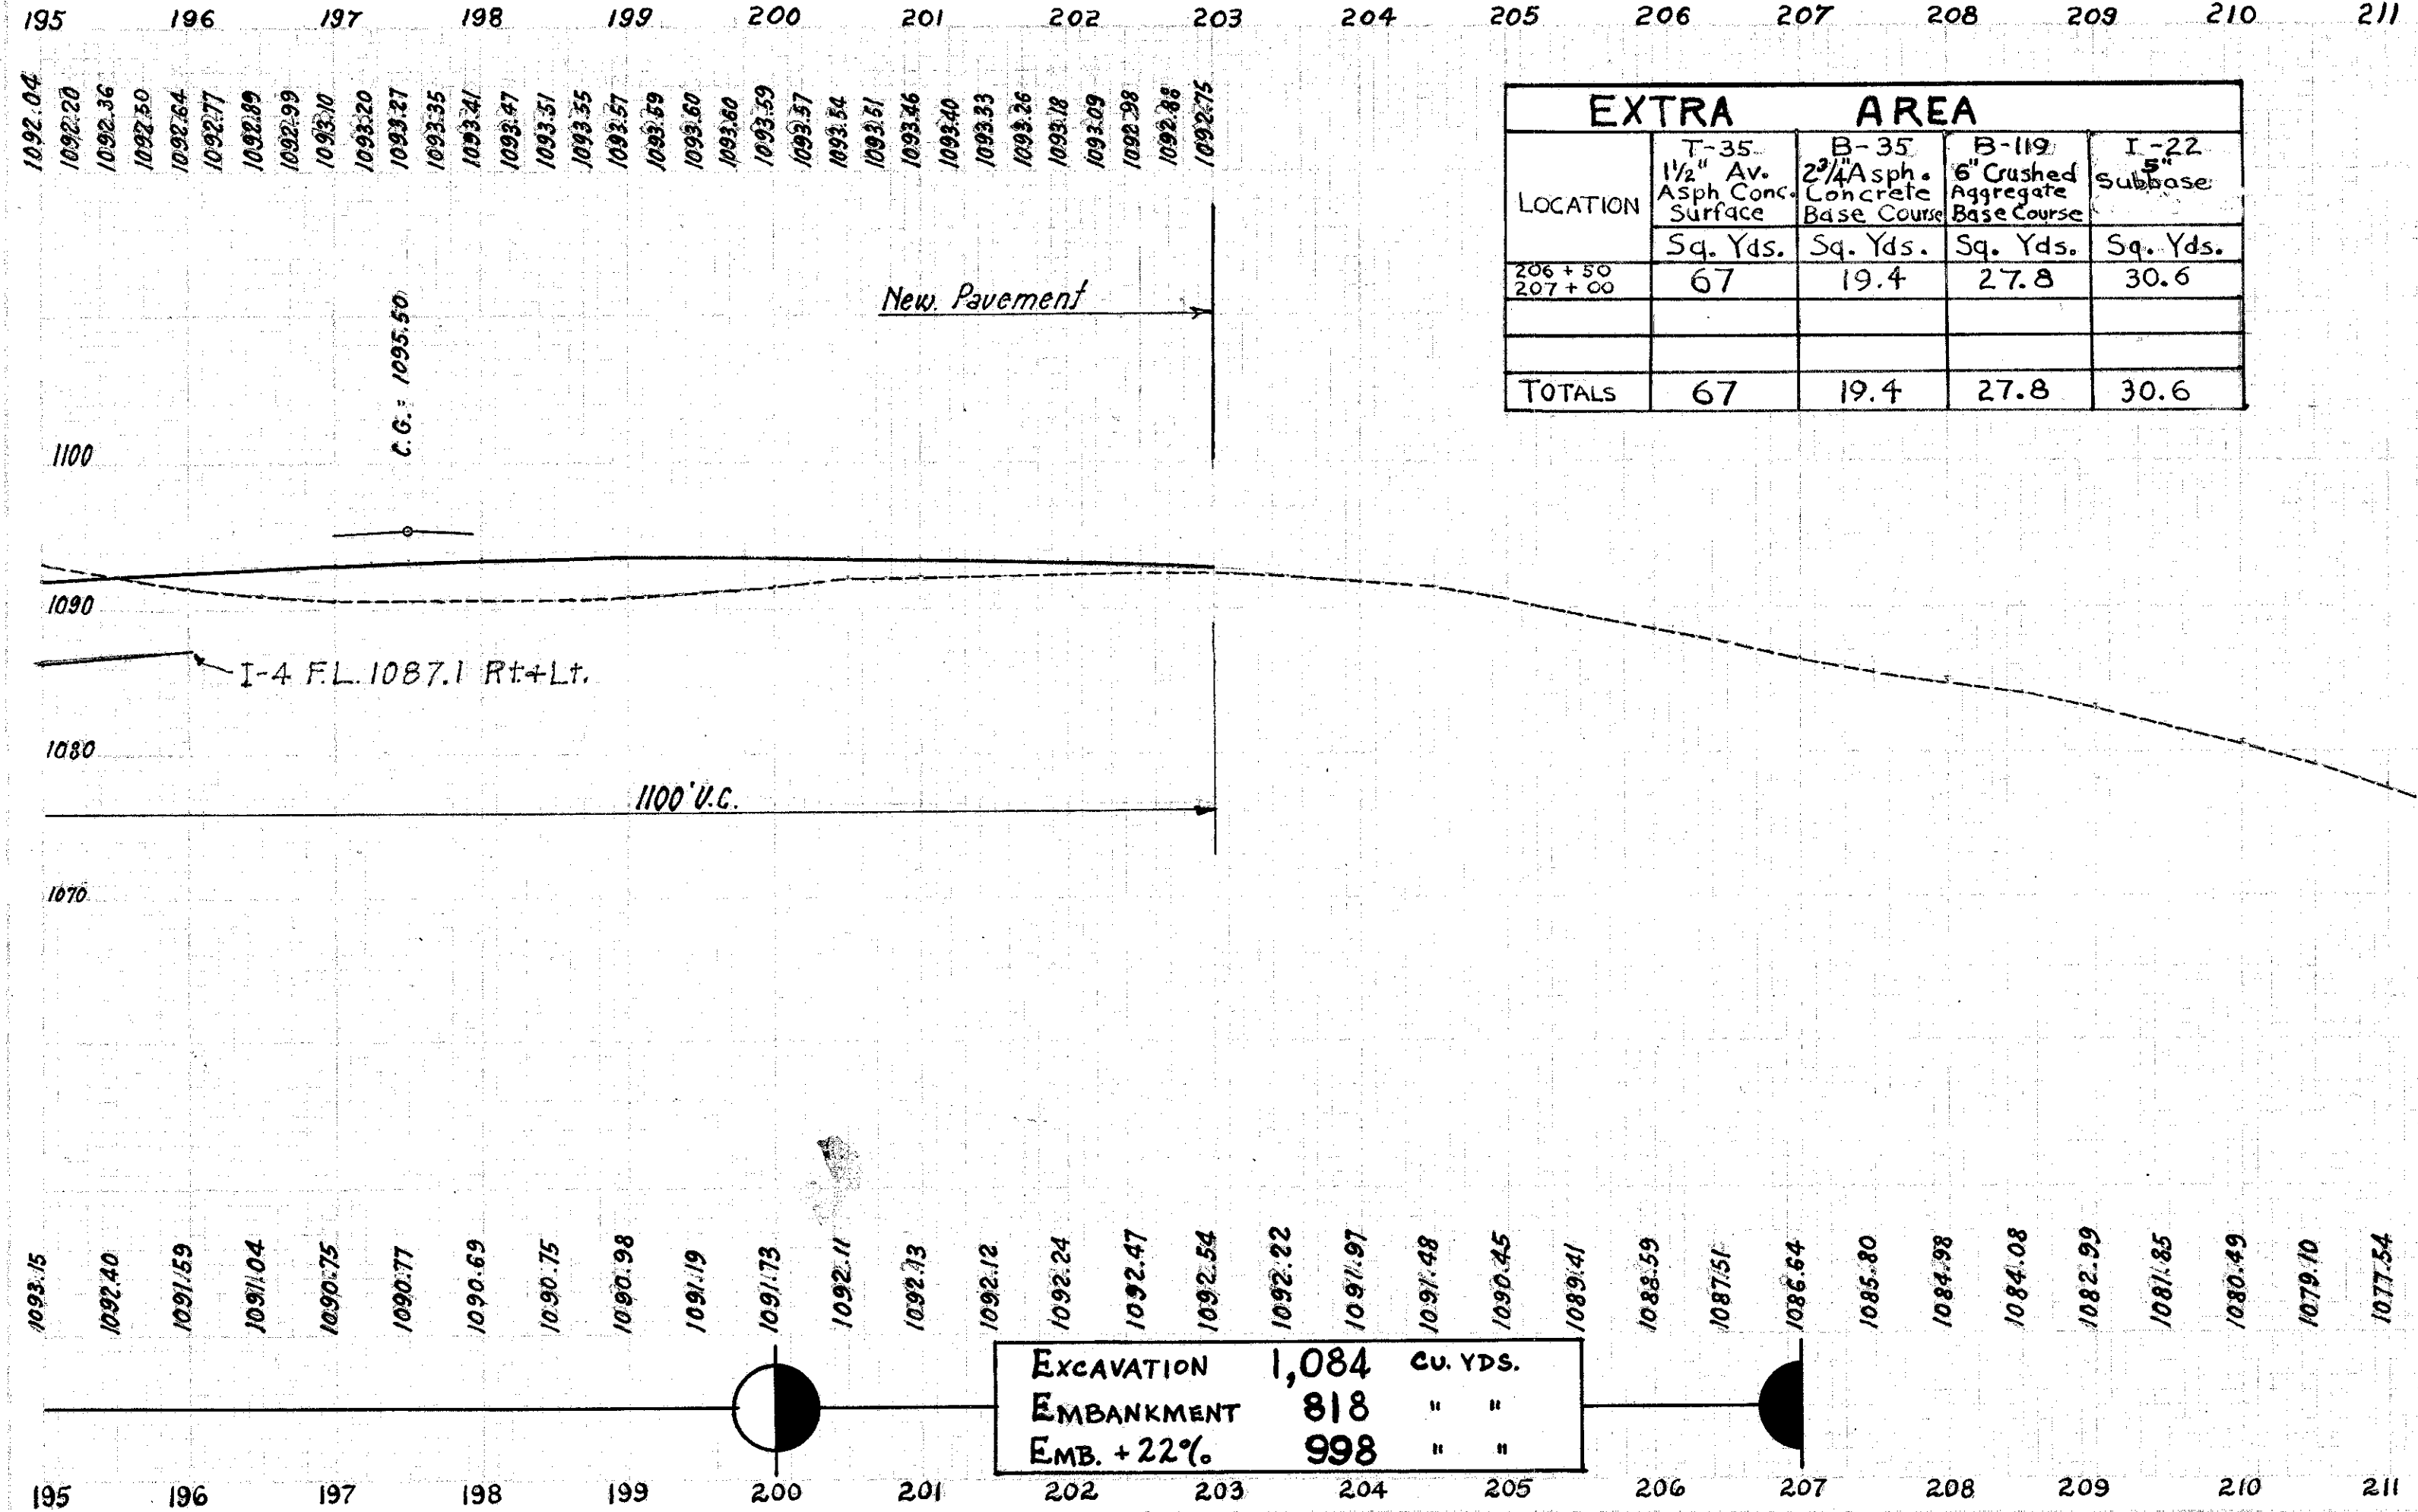 195 196 197 198 199 200 201 202 203 204 205 206 207 208 209 210 211
1092.04 1092.20 1092.36 1092.50 1092.64 1092.77 1092.89 1092.99 1093.10 1093.20 1093.27 1093.35 1093.41 1093.47 1093.51 1093.55 1093.57 1093.59 1093.60 1093.60 1093.59 1093.57 1093.54 1093.51 1093.46 1093.40 1093.33 1093.26 1093.18 1093.09 1092.98 1092.88 1092.75
EXTRA AREA
LOCATION
T-35
1½" Av.
Asph Conc.
Surface
B-35
2¾" Asph.
Concrete
Base Course
B-119
6" Crushed
Aggregate
Base Course
I-22
5"
Subbase
Sq. Yds. Sq. Yds. Sq. Yds. Sq. Yds.
206 + 50
207 + 00
67 19.4 27.8 30.6
TOTALS 67 19.4 27.8 30.6
New. Pavement
C.G. = 1095.50
1100
1090
I-4 F.L. 1087.1 Rt.+Lt.
1080
1100' V.C.
1070
1093.15 1092.40 1091.59 1091.04 1090.75 1090.77 1090.69 1090.75 1090.98 1091.19 1091.73 1092.11 1092.13 1092.12 1092.24 1092.47 1092.54 1092.22 1091.97 1091.48 1090.45 1089.41 1088.59 1087.51 1086.64 1085.80 1084.98 1084.08 1082.99 1081.85 1080.49 1079.10 1077.54
EXCAVATION 1,084 CU. YDS.
EMBANKMENT 818 " "
EMB. + 22% 998 " "
195 196 197 198 199 200 201 202 203 204 205 206 207 208 209 210 211